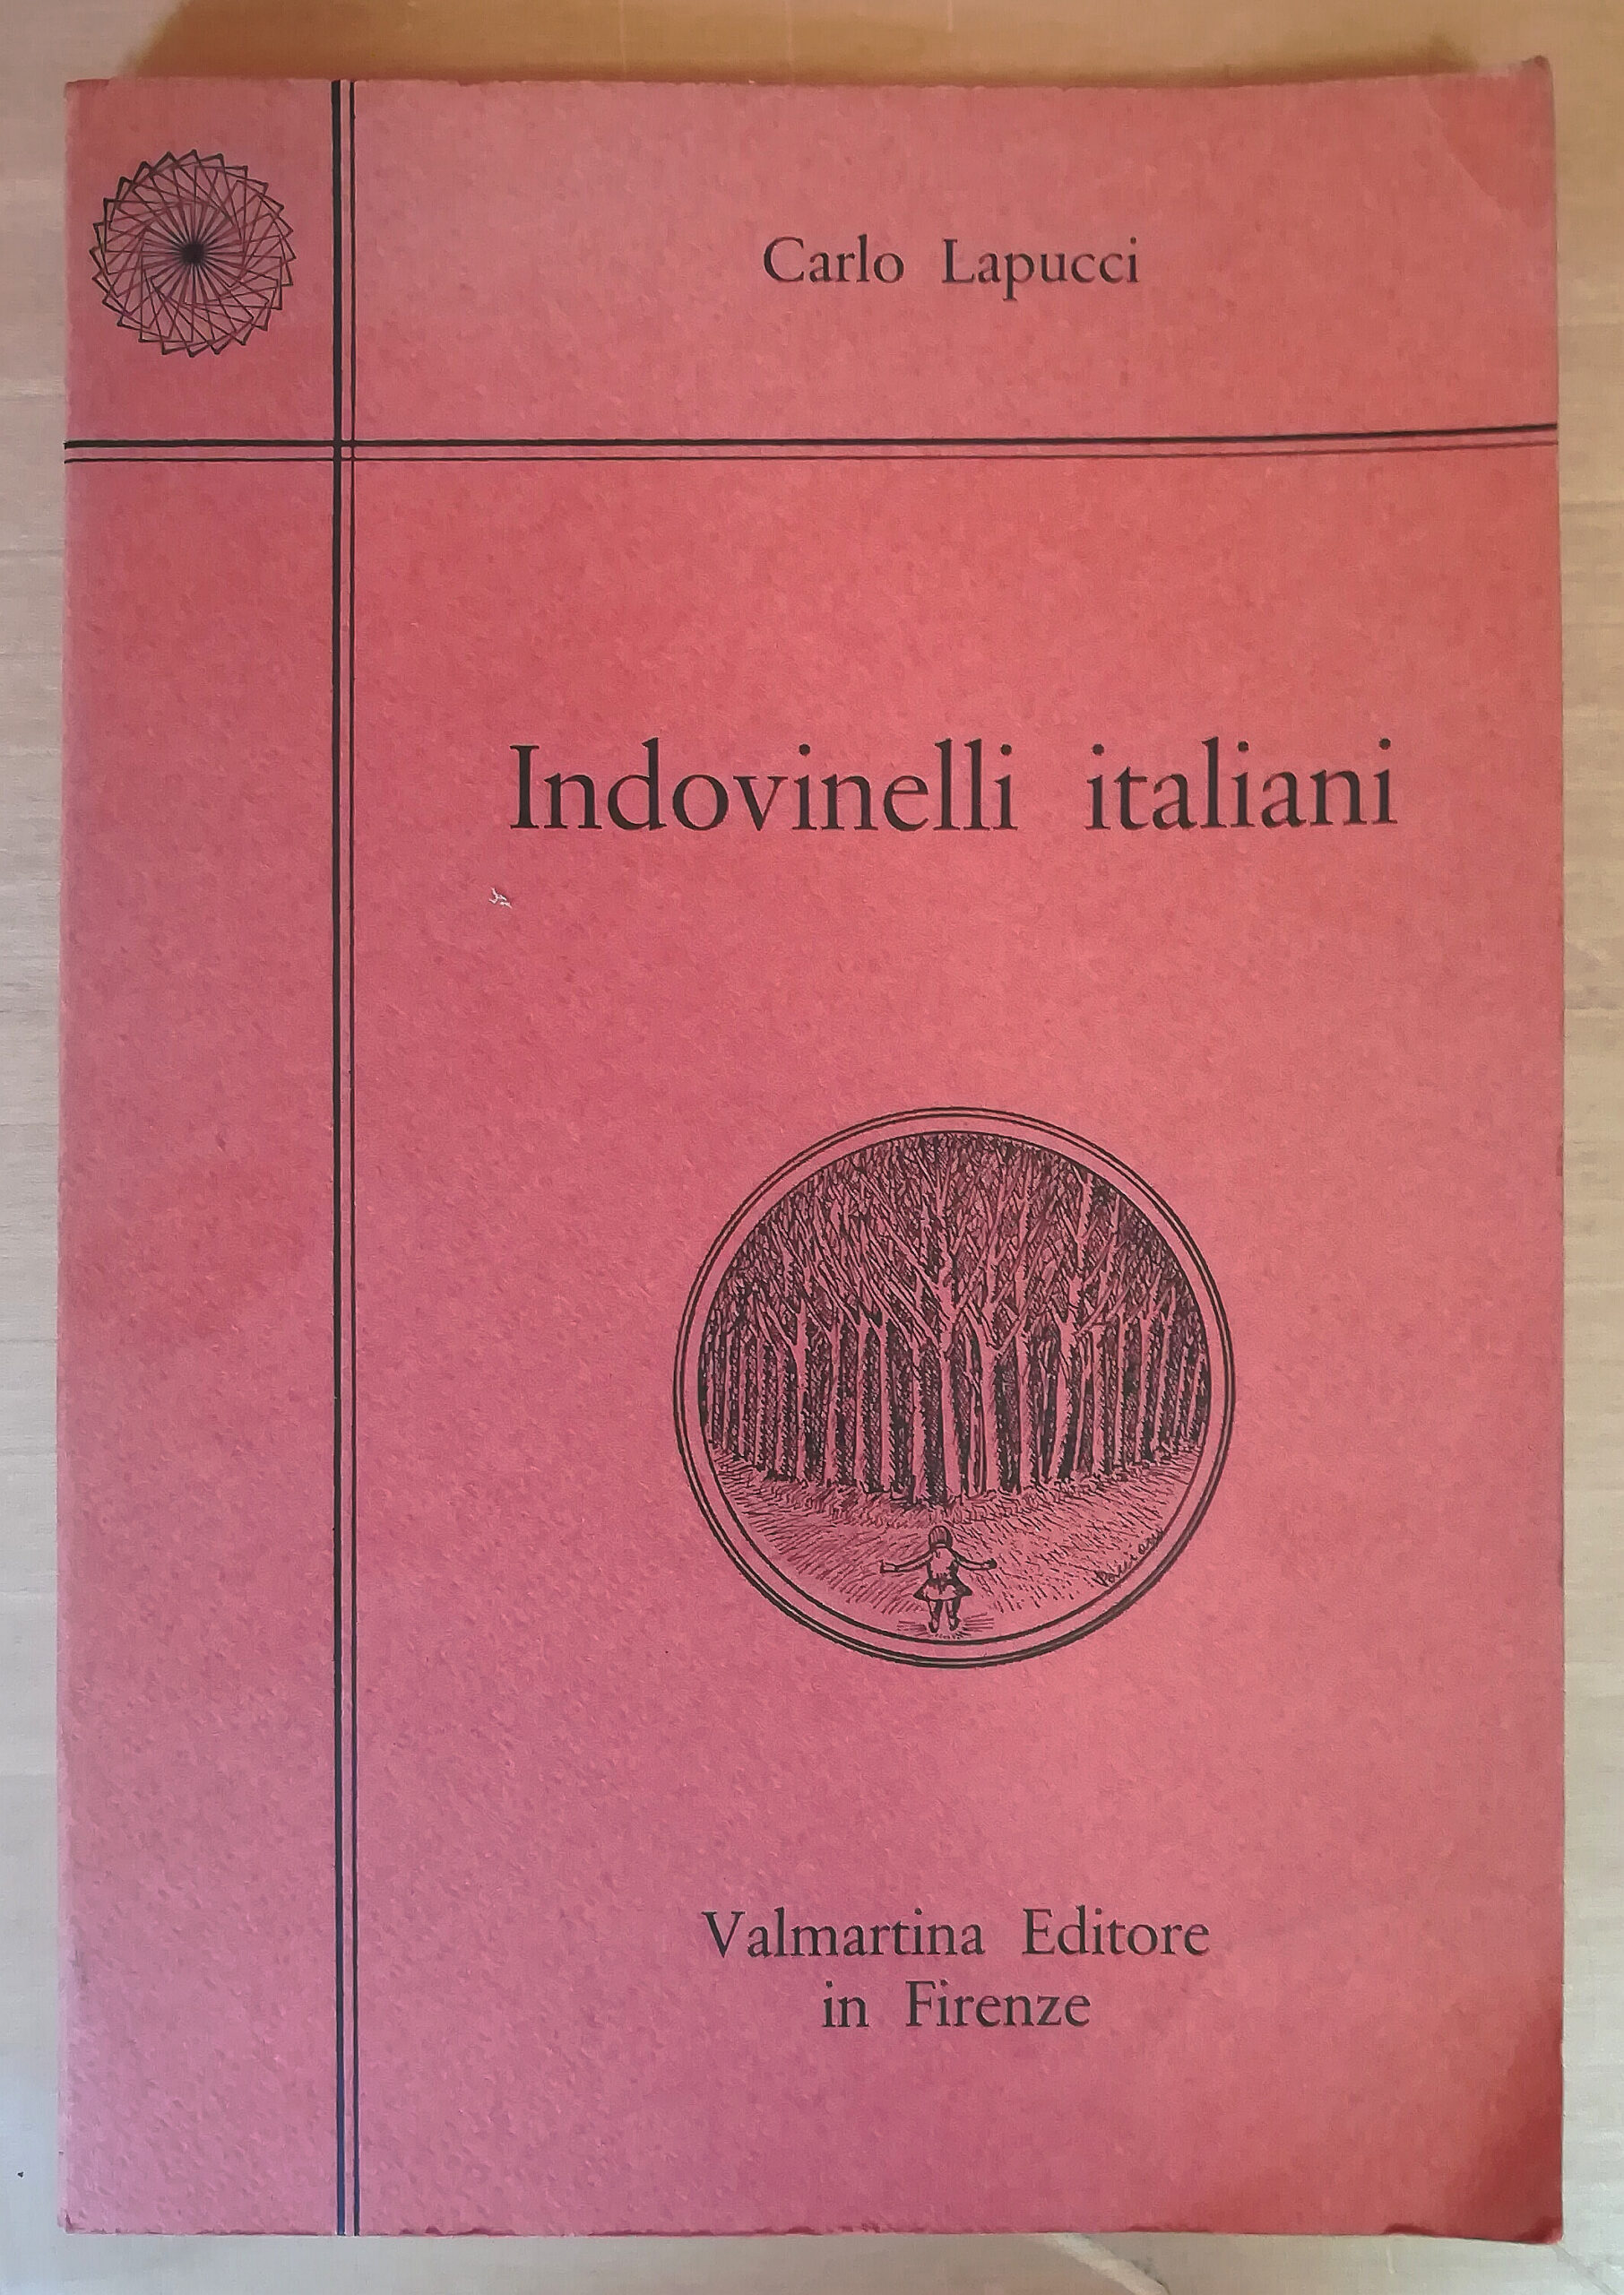 Carlo Lapucci
Indovinelli italiani
Valmartina Editore
in Firenze